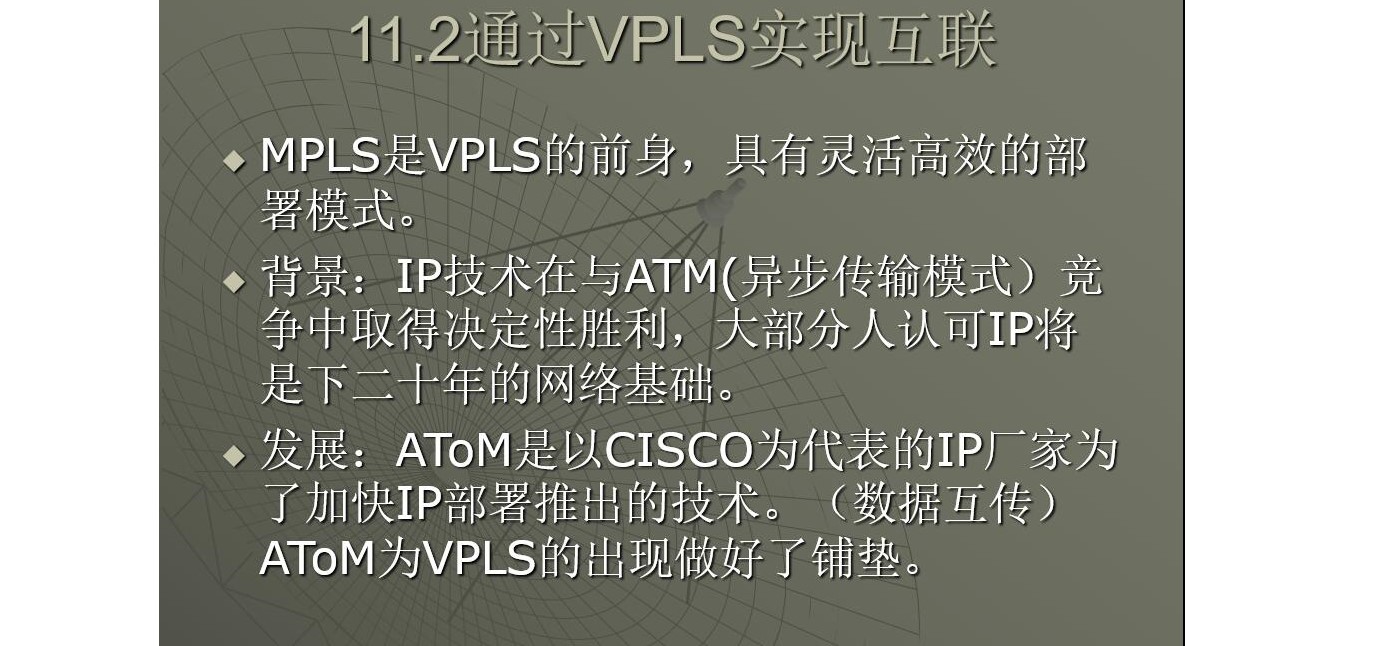 11.2通过VPLS实现互联
MPLS是VPLS的前身，具有灵活高效的部
署模式。
背景：IP技术在与ATM(异步传输模式）竞
争中取得决定性胜利，大部分人认可IP将
是下二十年的网络基础。
发展：AToM是以CISCO为代表的IP厂家为
了加快IP部署推出的技术。（数据互传）
AToM为VPLS的出现做好了铺垫。